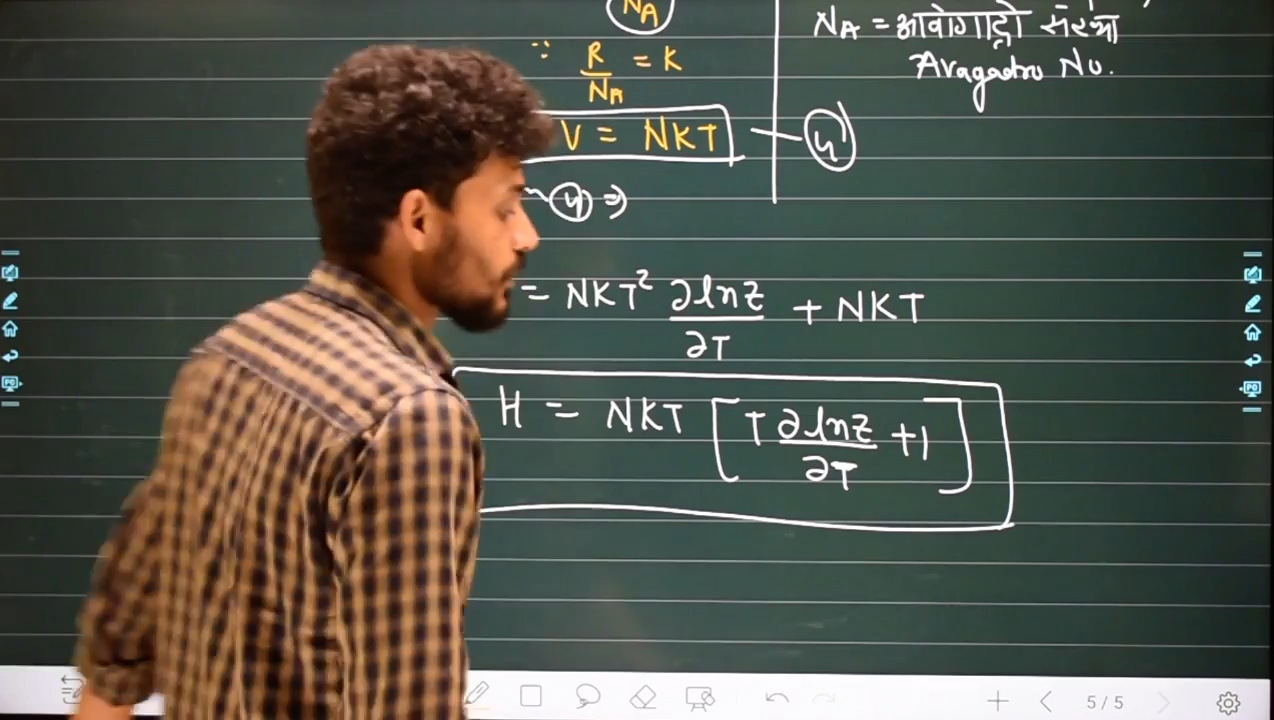 NA
NA = आवोगाद्रो संख्या
Avagadro No.
∵ R/NA = K
V = NKT — (4')
(4) ⇒
= NKT² ∂lnZ/∂T + NKT
H = NKT [T ∂lnZ/∂T + 1]
5/5